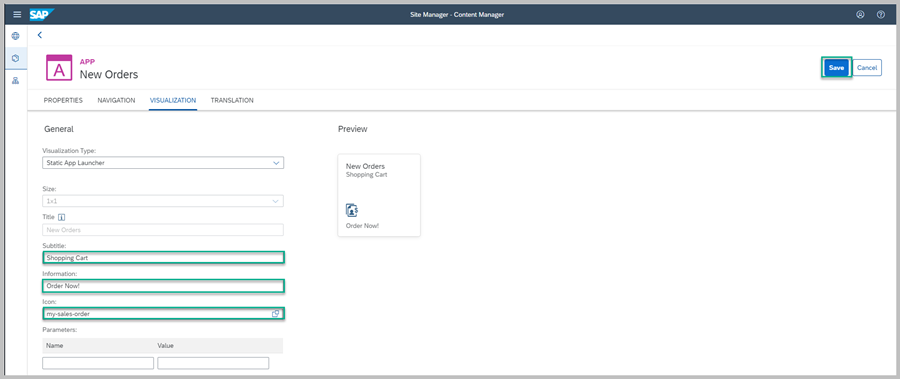 SAP
Site Manager - Content Manager
A
APP
New Orders
Save
Cancel
PROPERTIES
NAVIGATION
VISUALIZATION
TRANSLATION
General
Visualization Type:
Static App Launcher
Size:
1x1
Title
New Orders
Subtitle:
Shopping Cart
Information:
Order Now!
Icon:
my-sales-order
Parameters:
Name
Value
Preview
New Orders
Shopping Cart
Order Now!